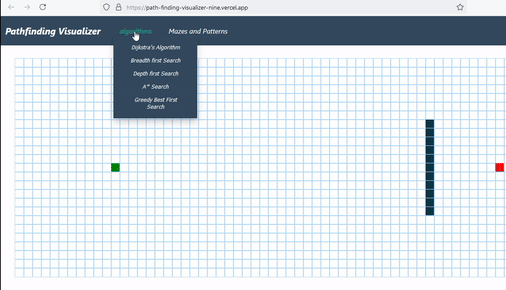 https://path-finding-visualizer-nine.vercel.app
Pathfinding Visualizer
algorithms
Mazes and Patterns
Dijkstra's Algorithm
Breadth first Search
Depth first Search
A* Search
Greedy Best First
Search